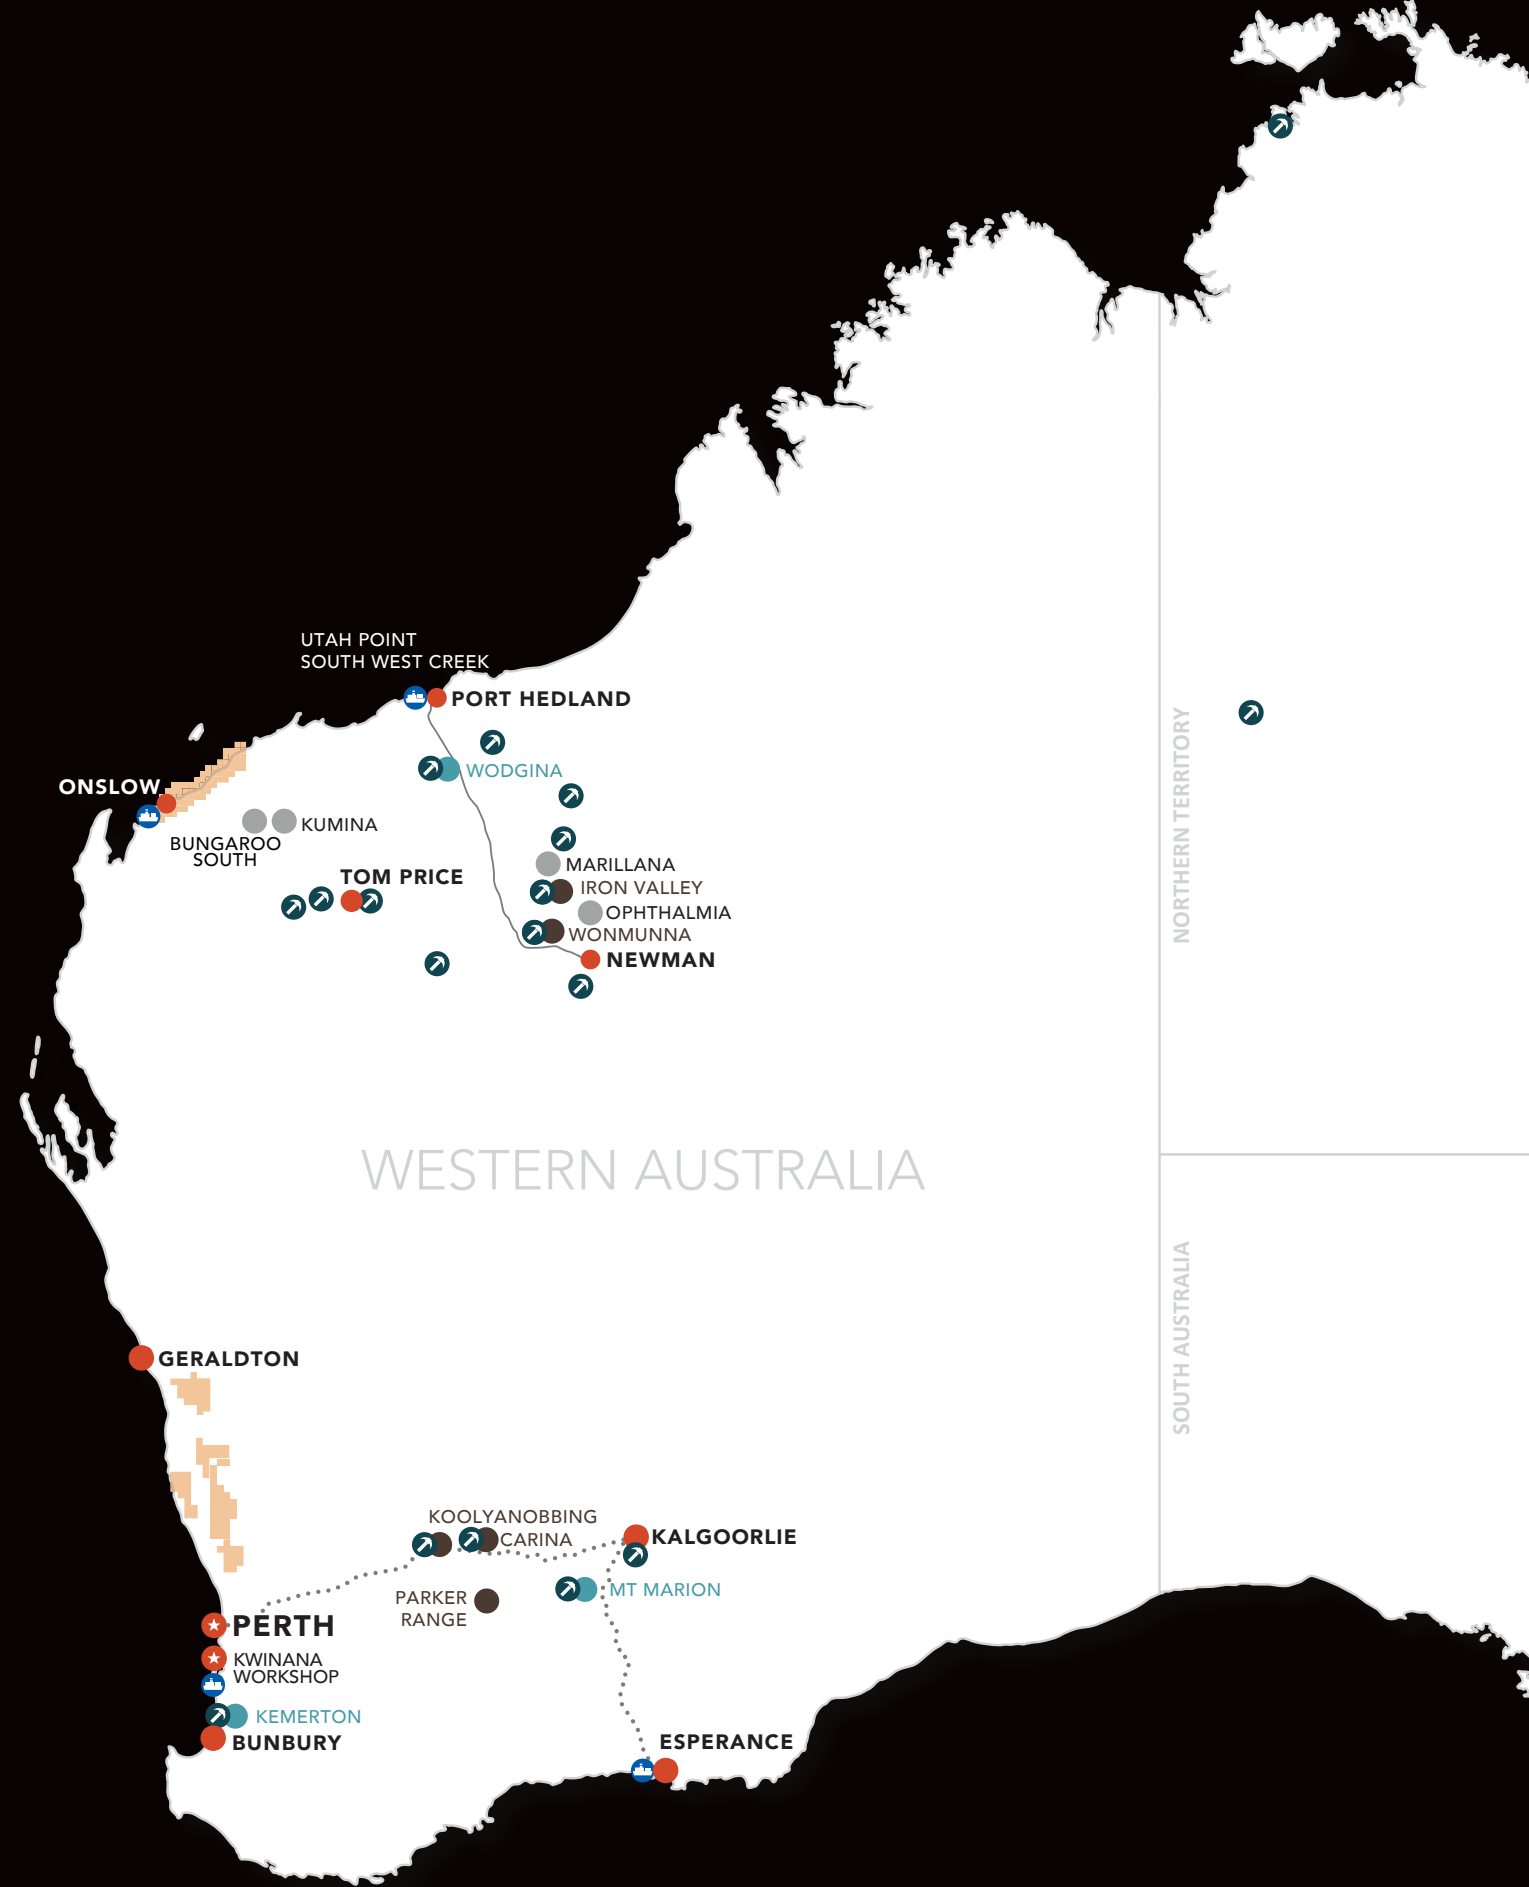 UTAH POINT
SOUTH WEST CREEK
PORT HEDLAND
WODGINA
ONSLOW
KUMINA
BUNGAROO
SOUTH
TOM PRICE
MARILLANA
IRON VALLEY
OPHTHALMIA
WONMUNNA
NEWMAN
NORTHERN TERRITORY
WESTERN AUSTRALIA
SOUTH AUSTRALIA
GERALDTON
KOOLYANOBBING
CARINA
KALGOORLIE
MT MARION
PARKER
RANGE
PERTH
KWINANA
WORKSHOP
KEMERTON
BUNBURY
ESPERANCE